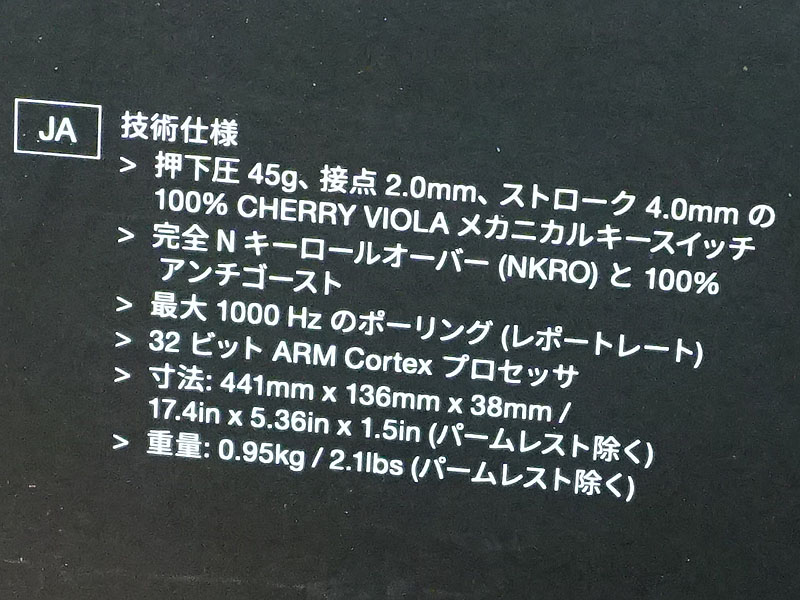 JA
技術仕様
> 押下圧 45g、接点 2.0mm、ストローク 4.0mm の
100% CHERRY VIOLA メカニカルキースイッチ
> 完全 N キーロールオーバー (NKRO) と 100%
アンチゴースト
> 最大 1000 Hz のポーリング (レポートレート)
> 32 ビット ARM Cortex プロセッサ
> 寸法: 441mm x 136mm x 38mm /
17.4in x 5.36in x 1.5in (パームレスト除く)
> 重量: 0.95kg / 2.1lbs (パームレスト除く)